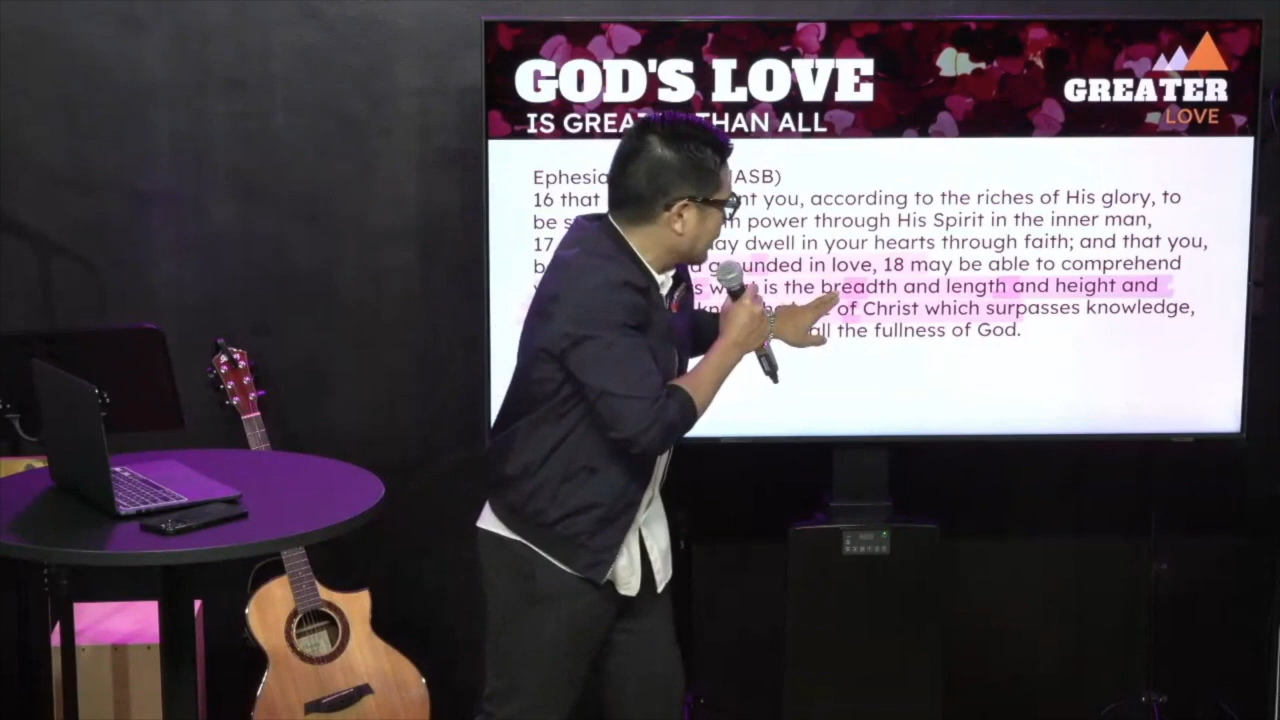 GOD'S LOVE
IS GREA THAN ALL
GREATER
LOVE
Ephesia ASB)
16 that nt you, according to the riches of His glory, to
be s power through His Spirit in the inner man,
17 ay dwell in your hearts through faith; and that you,
b grounded in love, 18 may be able to comprehend
is the breadth and length and height and
of Christ which surpasses knowledge,
all the fullness of God.